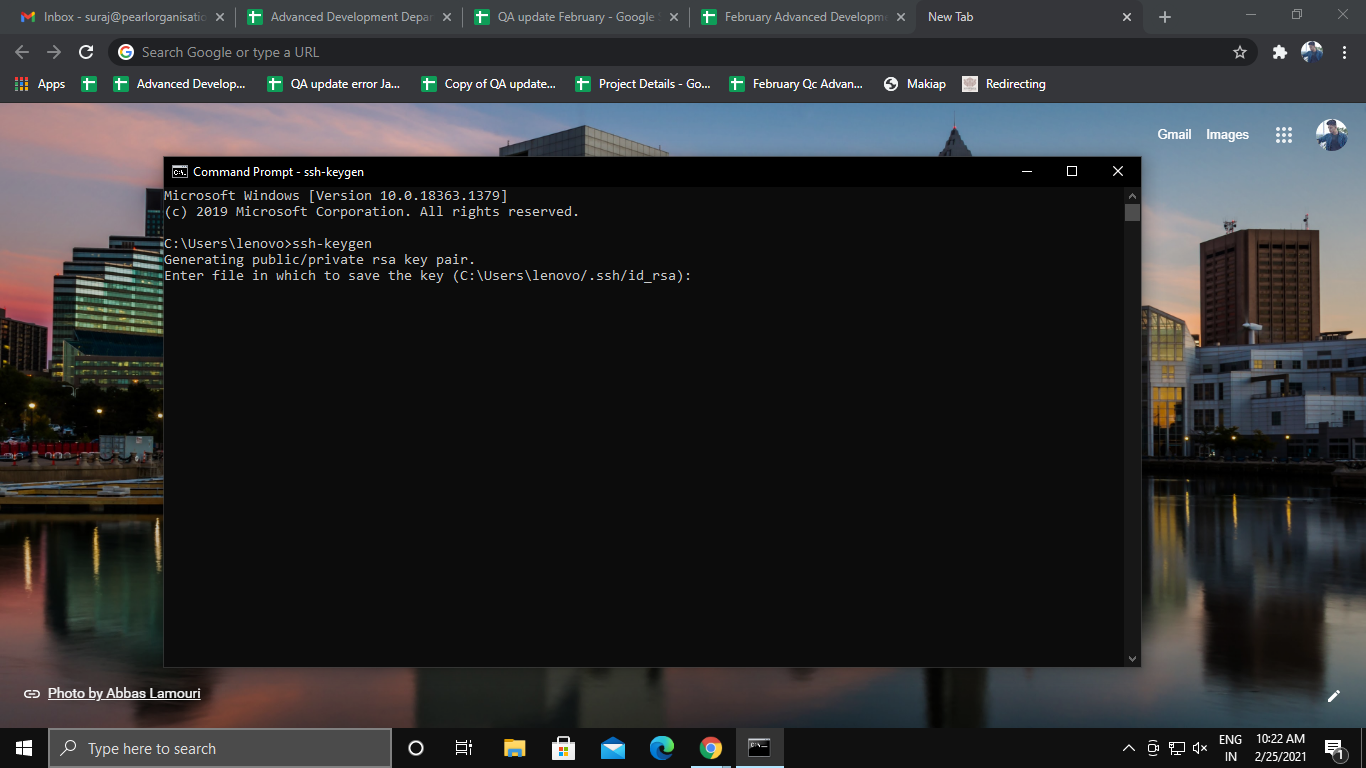 Inbox - suraj@pearlorganisatio
Advanced Development Depar
QA update February - Google S
February Advanced Developme
New Tab
Search Google or type a URL
Apps
Advanced Develop...
QA update error Ja...
Copy of QA update...
Project Details - Go...
February Qc Advan...
Makiap
Redirecting
Gmail
Images
Command Prompt - ssh-keygen
Microsoft Windows [Version 10.0.18363.1379]
(c) 2019 Microsoft Corporation. All rights reserved.
C:\Users\lenovo>ssh-keygen
Generating public/private rsa key pair.
Enter file in which to save the key (C:\Users\lenovo/.ssh/id_rsa):
Photo by Abbas Lamouri
Type here to search
ENG
IN
10:22 AM
2/25/2021
1